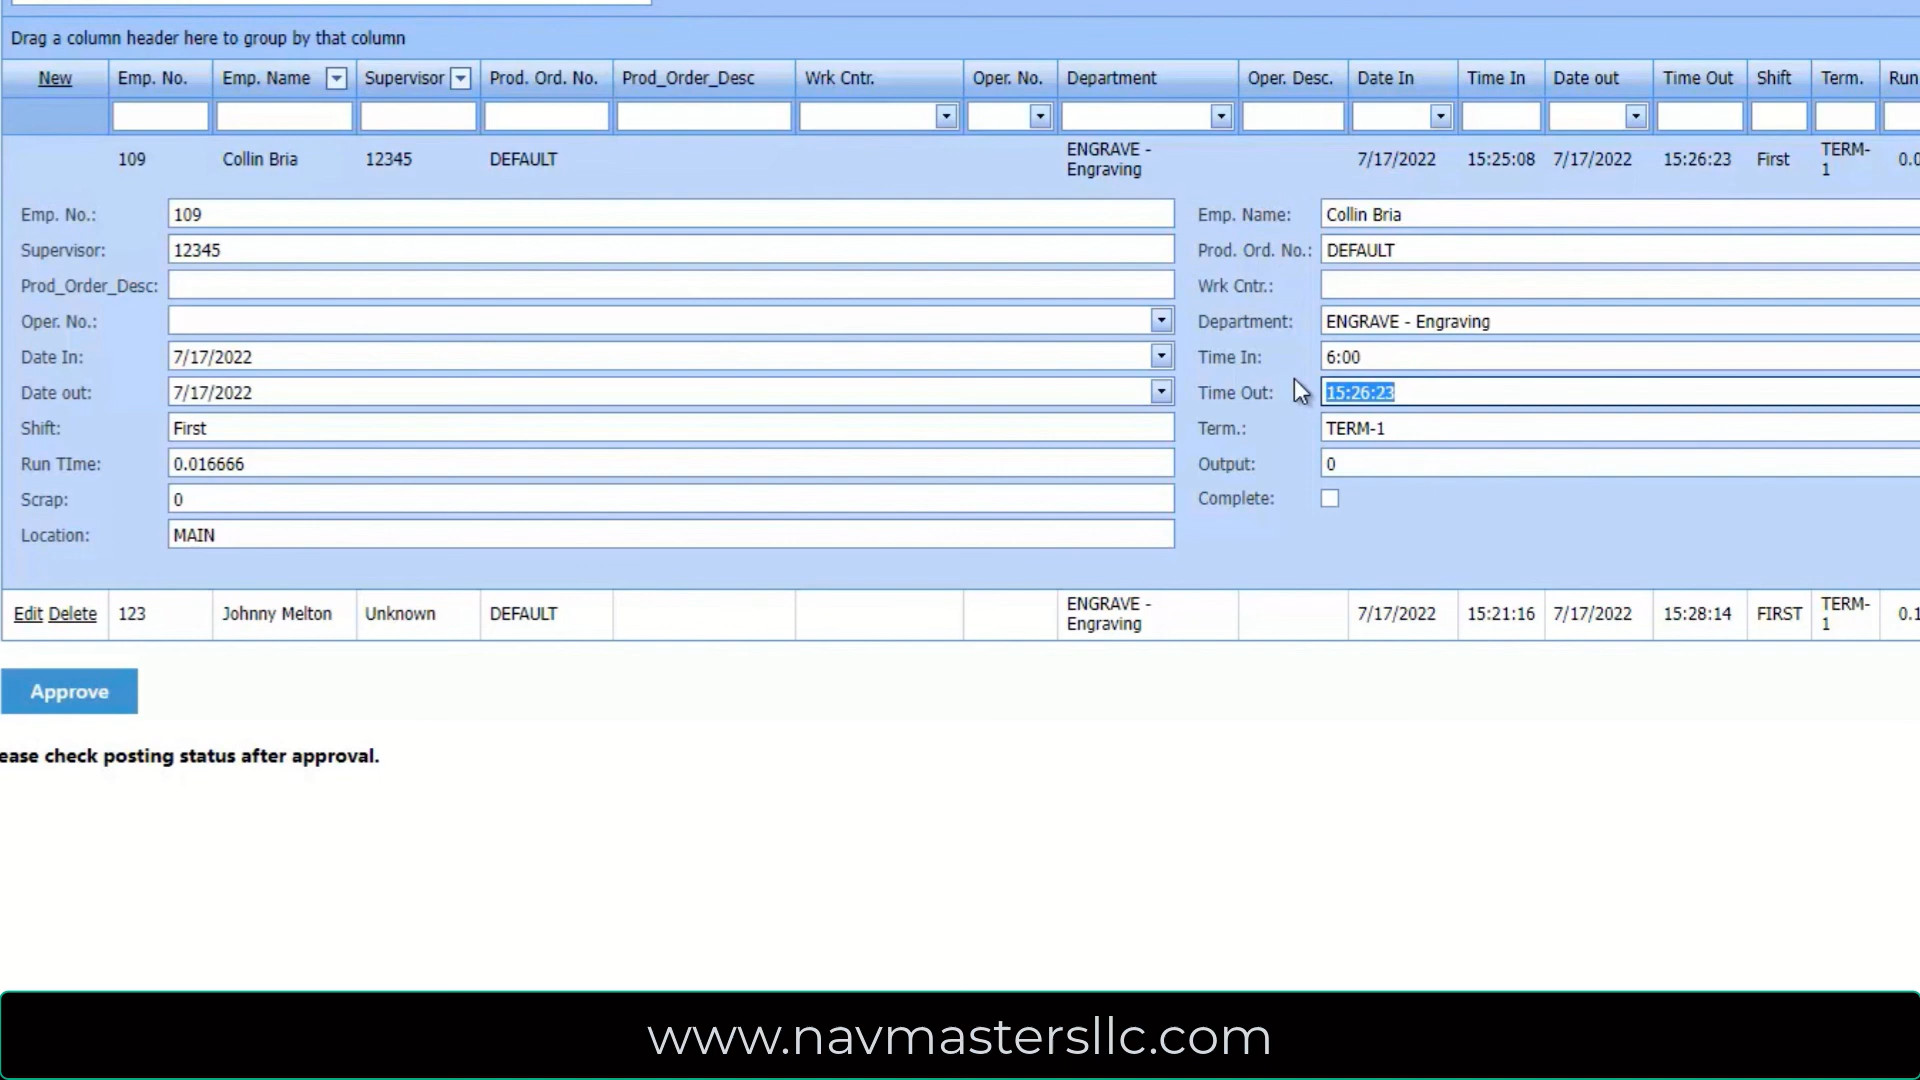 Drag a column header here to group by that column
New Emp. No. Emp. Name Supervisor Prod. Ord. No. Prod_Order_Desc Wrk Cntr. Oper. No. Department Oper. Desc. Date In Time In Date out Time Out Shift Term. Run
109 Collin Bria 12345 DEFAULT ENGRAVE - 7/17/2022 15:25:08 7/17/2022 15:26:23 First TERM- 0.0
Engraving 1
Emp. No.: 109 Emp. Name: Collin Bria
Supervisor: 12345 Prod. Ord. No.: DEFAULT
Prod_Order_Desc: Wrk Cntr.:
Oper. No.: Department: ENGRAVE - Engraving
Date In: 7/17/2022 Time In: 6:00
Date out: 7/17/2022 Time Out: 15:26:23
Shift: First Term.: TERM-1
Run TIme: 0.016666 Output: 0
Scrap: 0 Complete:
Location: MAIN
Edit Delete 123 Johnny Melton Unknown DEFAULT ENGRAVE - 7/17/2022 15:21:16 7/17/2022 15:28:14 FIRST TERM- 0.1
Engraving 1
Approve
ease check posting status after approval.
www.navmastersllc.com